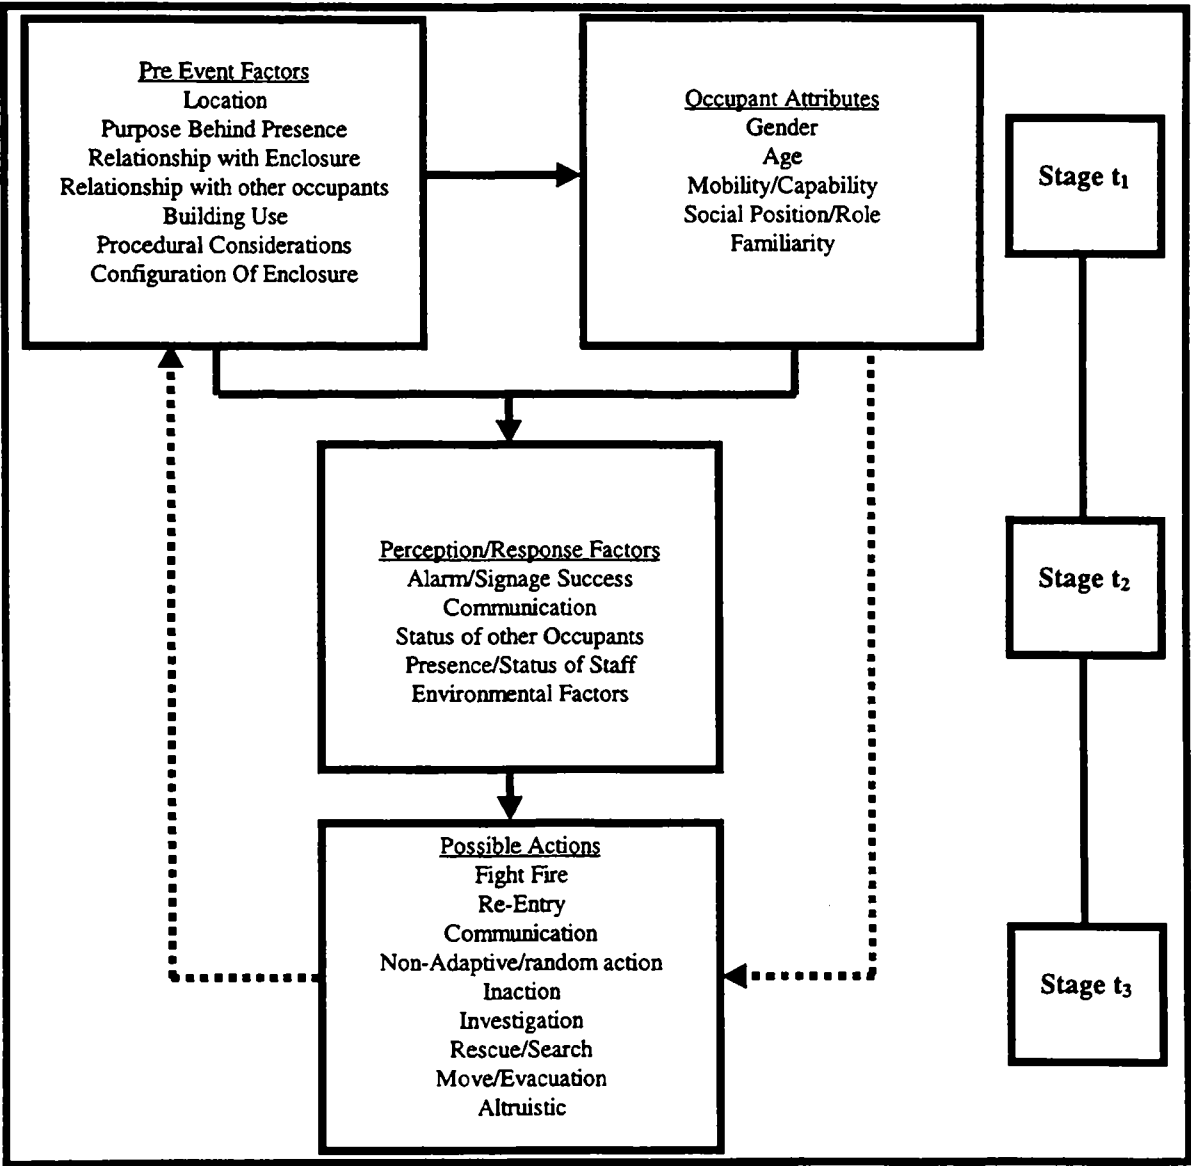 Pre Event Factors
Location
Purpose Behind Presence
Relationship with Enclosure
Relationship with other occupants
Building Use
Procedural Considerations
Configuration Of Enclosure
Occupant Attributes
Gender
Age
Mobility/Capability
Social Position/Role
Familiarity
Stage t₁
Perception/Response Factors
Alarm/Signage Success
Communication
Status of other Occupants
Presence/Status of Staff
Environmental Factors
Stage t₂
Possible Actions
Fight Fire
Re-Entry
Communication
Non-Adaptive/random action
Inaction
Investigation
Rescue/Search
Move/Evacuation
Altruistic
Stage t₃